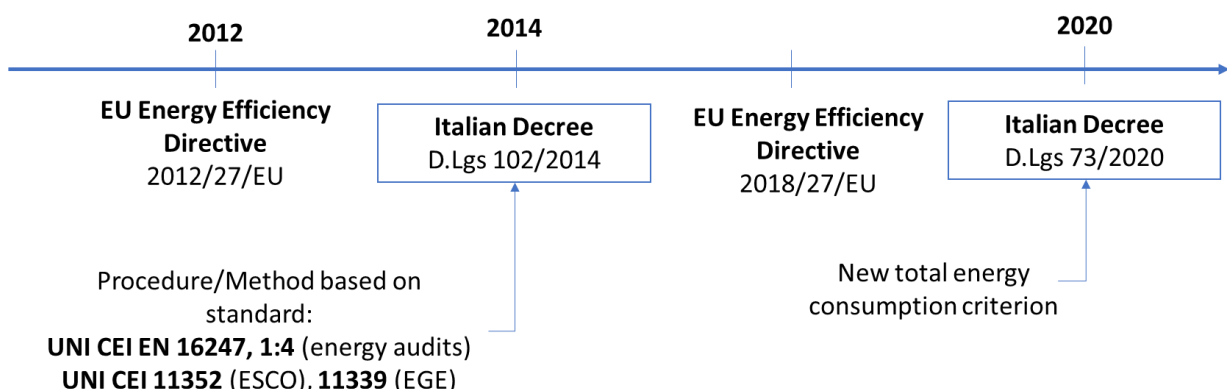 2012
2014
2020
EU Energy Efficiency
Directive
2012/27/EU
Italian Decree
D.Lgs 102/2014
EU Energy Efficiency
Directive
2018/27/EU
Italian Decree
D.Lgs 73/2020
Procedure/Method based on
standard:
UNI CEI EN 16247, 1:4 (energy audits)
UNI CEI 11352 (ESCO), 11339 (EGE)
New total energy
consumption criterion